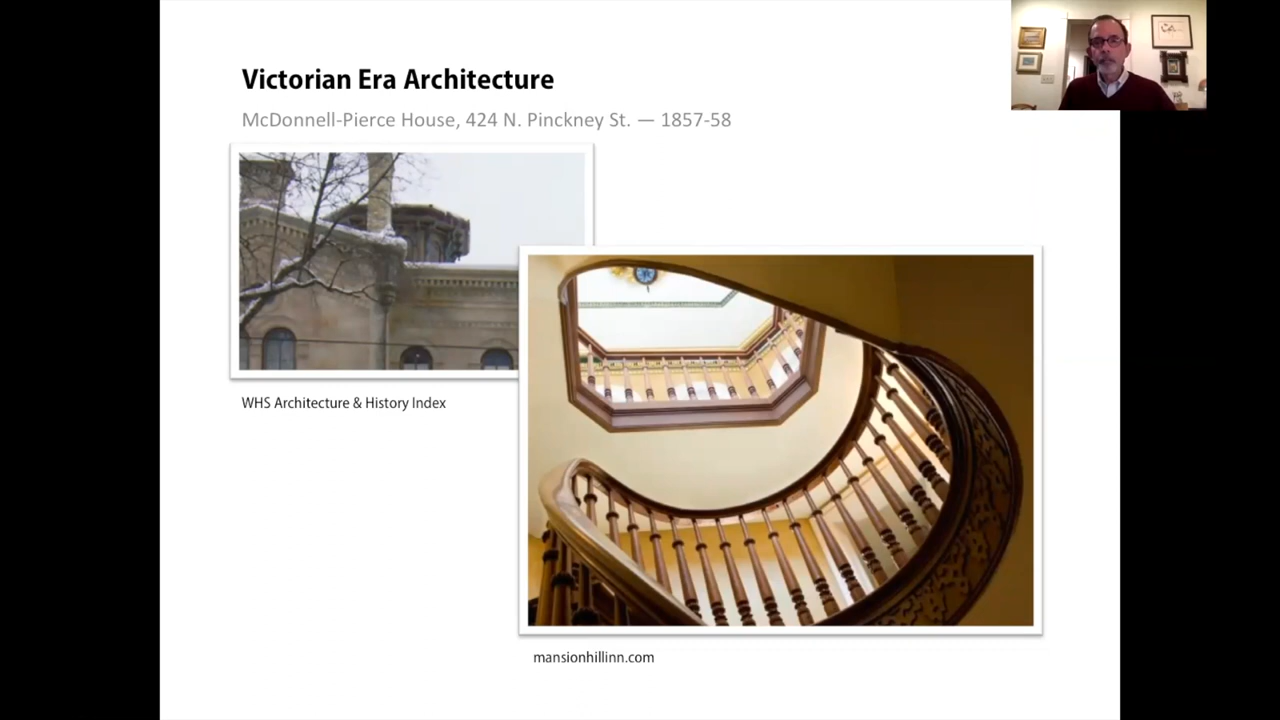 Victorian Era Architecture
McDonnell-Pierce House, 424 N. Pinckney St. — 1857-58
WHS Architecture & History Index
mansionhillinn.com